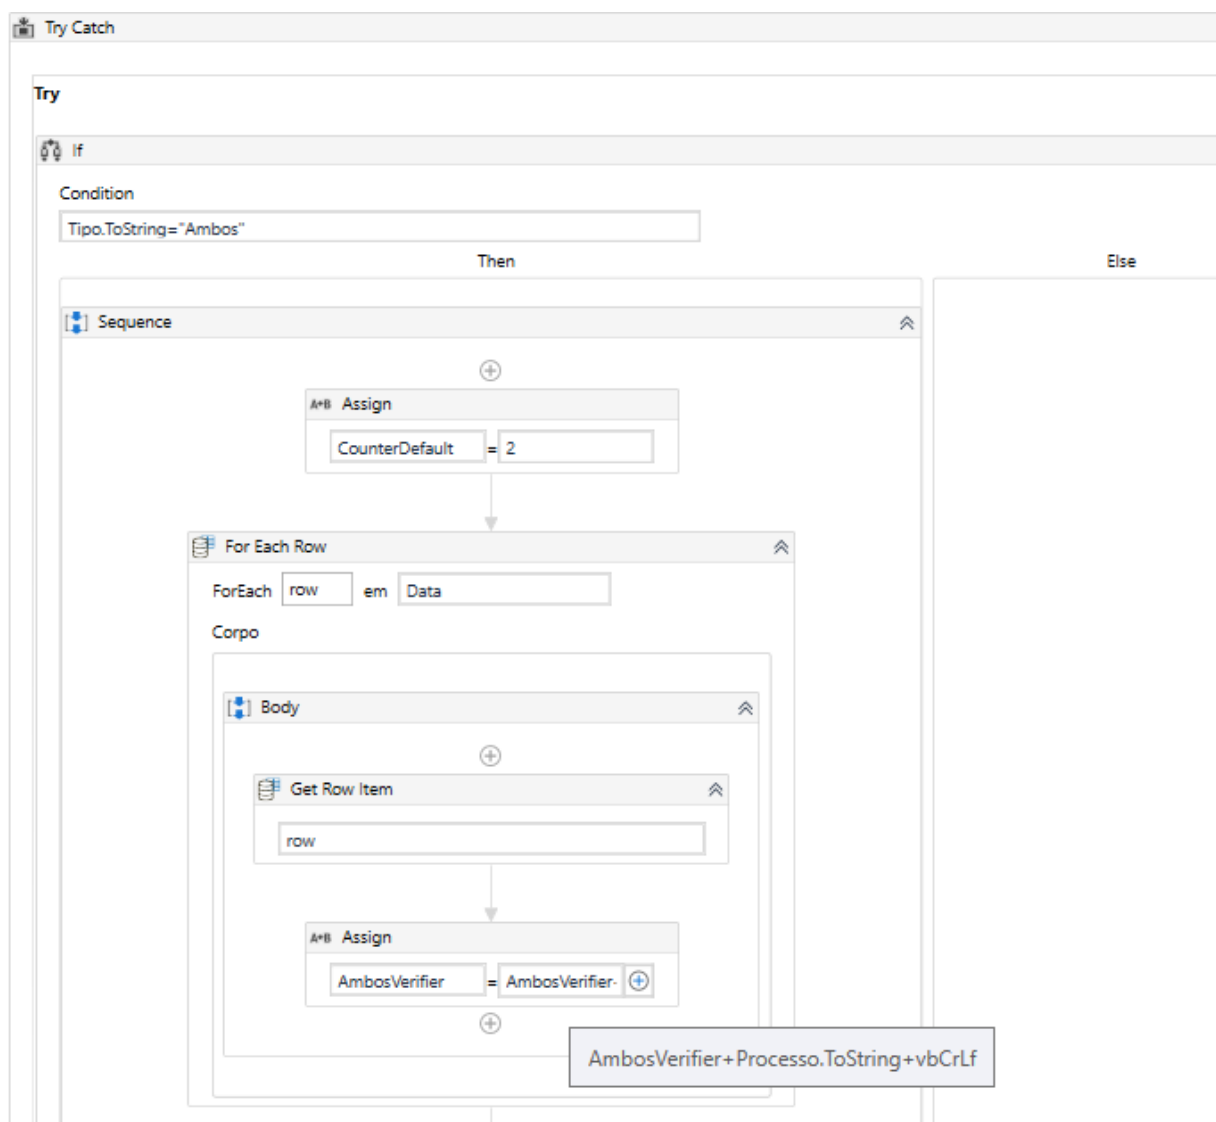 Try Catch
Try
If
Condition
Tipo.ToString="Ambos"
Then
Else
Sequence
A+B Assign
CounterDefault = 2
For Each Row
ForEach row em Data
Corpo
Body
Get Row Item
row
A+B Assign
AmbosVerifier = AmbosVerifier-
AmbosVerifier+Processo.ToString+vbCrLf